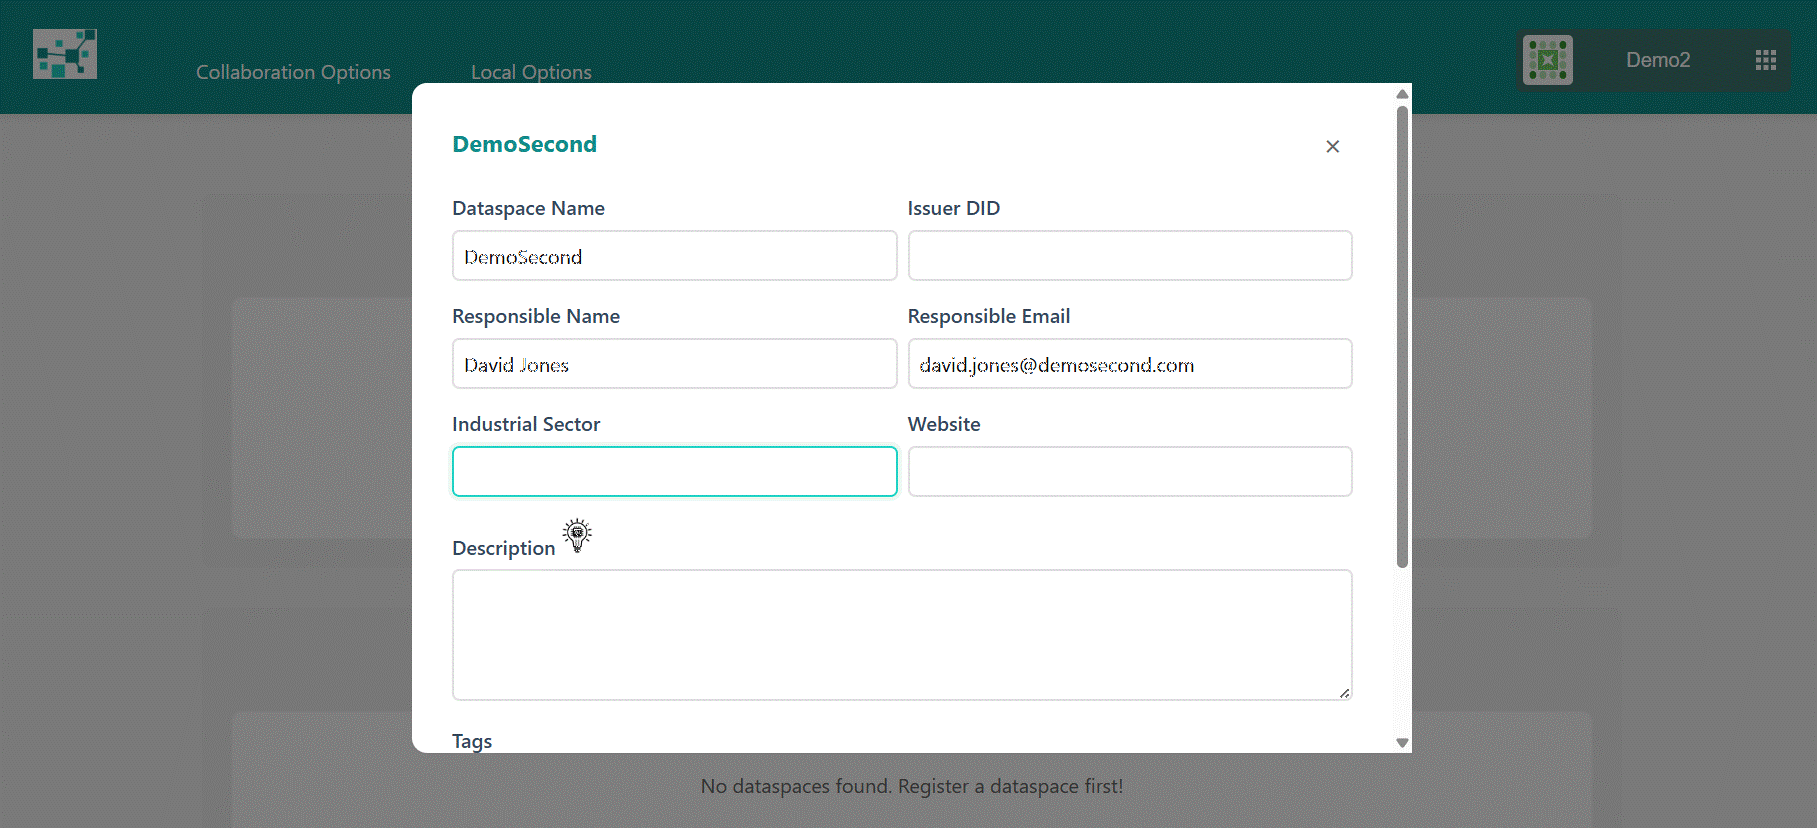 Collaboration Options
Local Options
Demo2
DemoSecond
×
Dataspace Name
Issuer DID
DemoSecond
Responsible Name
Responsible Email
David Jones
david.jones@demosecond.com
Industrial Sector
Website
Description
Tags
No dataspaces found. Register a dataspace first!